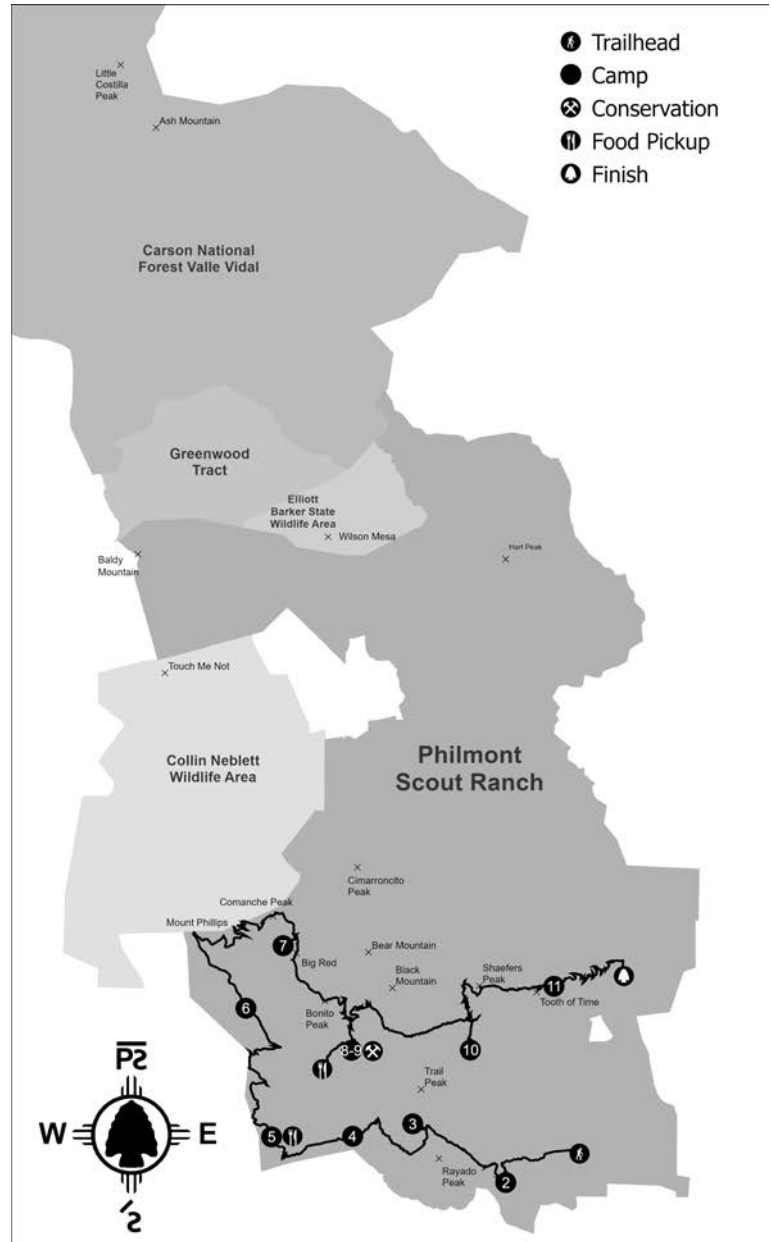 Trailhead
Camp
Conservation
Food Pickup
Finish
Little
Costilla
Peak
Ash Mountain
Carson National
Forest Valle Vidal
Greenwood
Tract
Elliott
Barker State
Wildlife Area
Wilson Mesa
Hart Peak
Baldy
Mountain
Touch Me Not
Collin Neblett
Wildlife Area
Philmont
Scout Ranch
Cimarroncito
Peak
Comanche Peak
Mount Phillips
7
Big Red
Bear Mountain
Black
Mountain
Shaefers
Peak
11
Tooth of Time
6
Bonito
Peak
8-9
10
Trail
Peak
W
E
5
4
3
Rayado
Peak
2